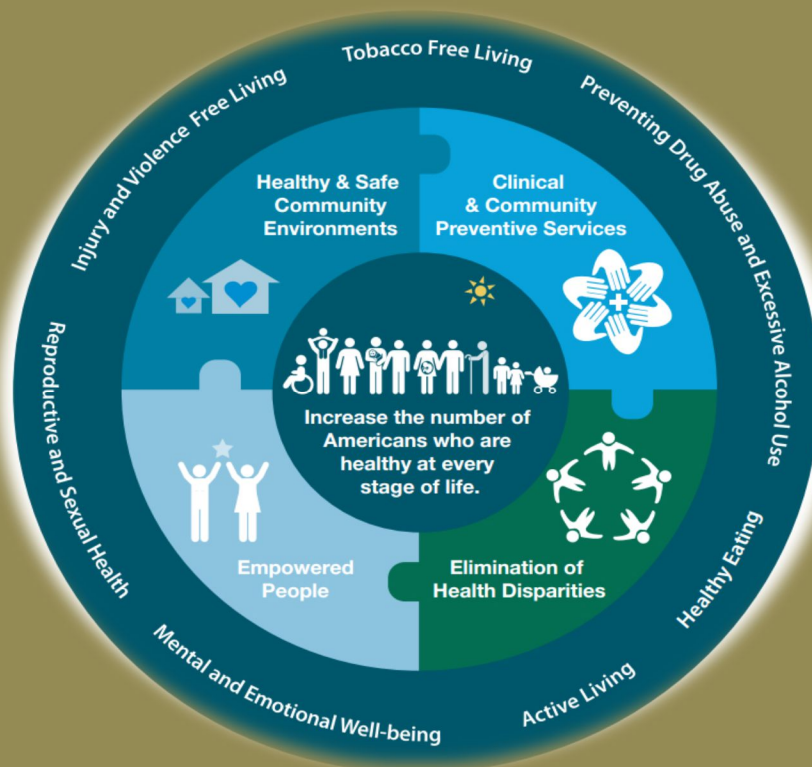 Tobacco Free Living
Preventing Drug Abuse and Excessive Alcohol Use
Healthy Eating
Active Living
Mental and Emotional Well-being
Reproductive and Sexual Health
Injury and Violence Free Living
Healthy & Safe
Community
Environments
Clinical
& Community
Preventive Services
Increase the number of
Americans who are
healthy at every
stage of life.
Empowered
People
Elimination of
Health Disparities